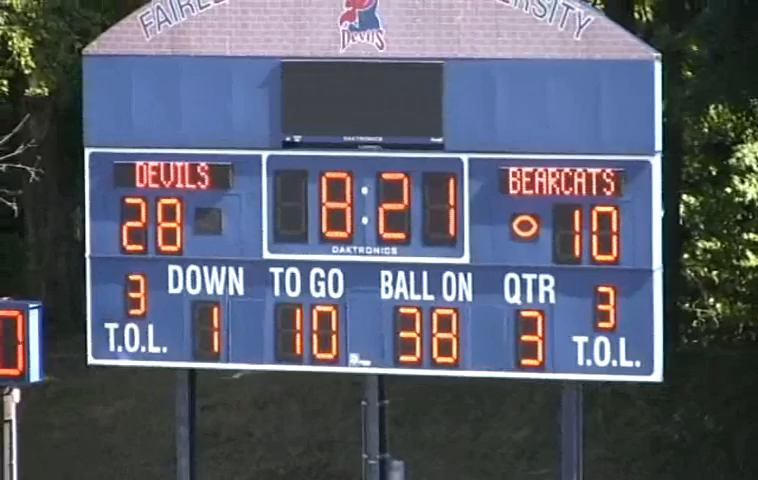 DEVILS
DAKTRONICS
DEVILS 8:21 BEARCATS
28 10
DAKTRONICS
3 DOWN TO GO BALL ON QTR 3
T.O.L. 1 10 38 3 T.O.L.